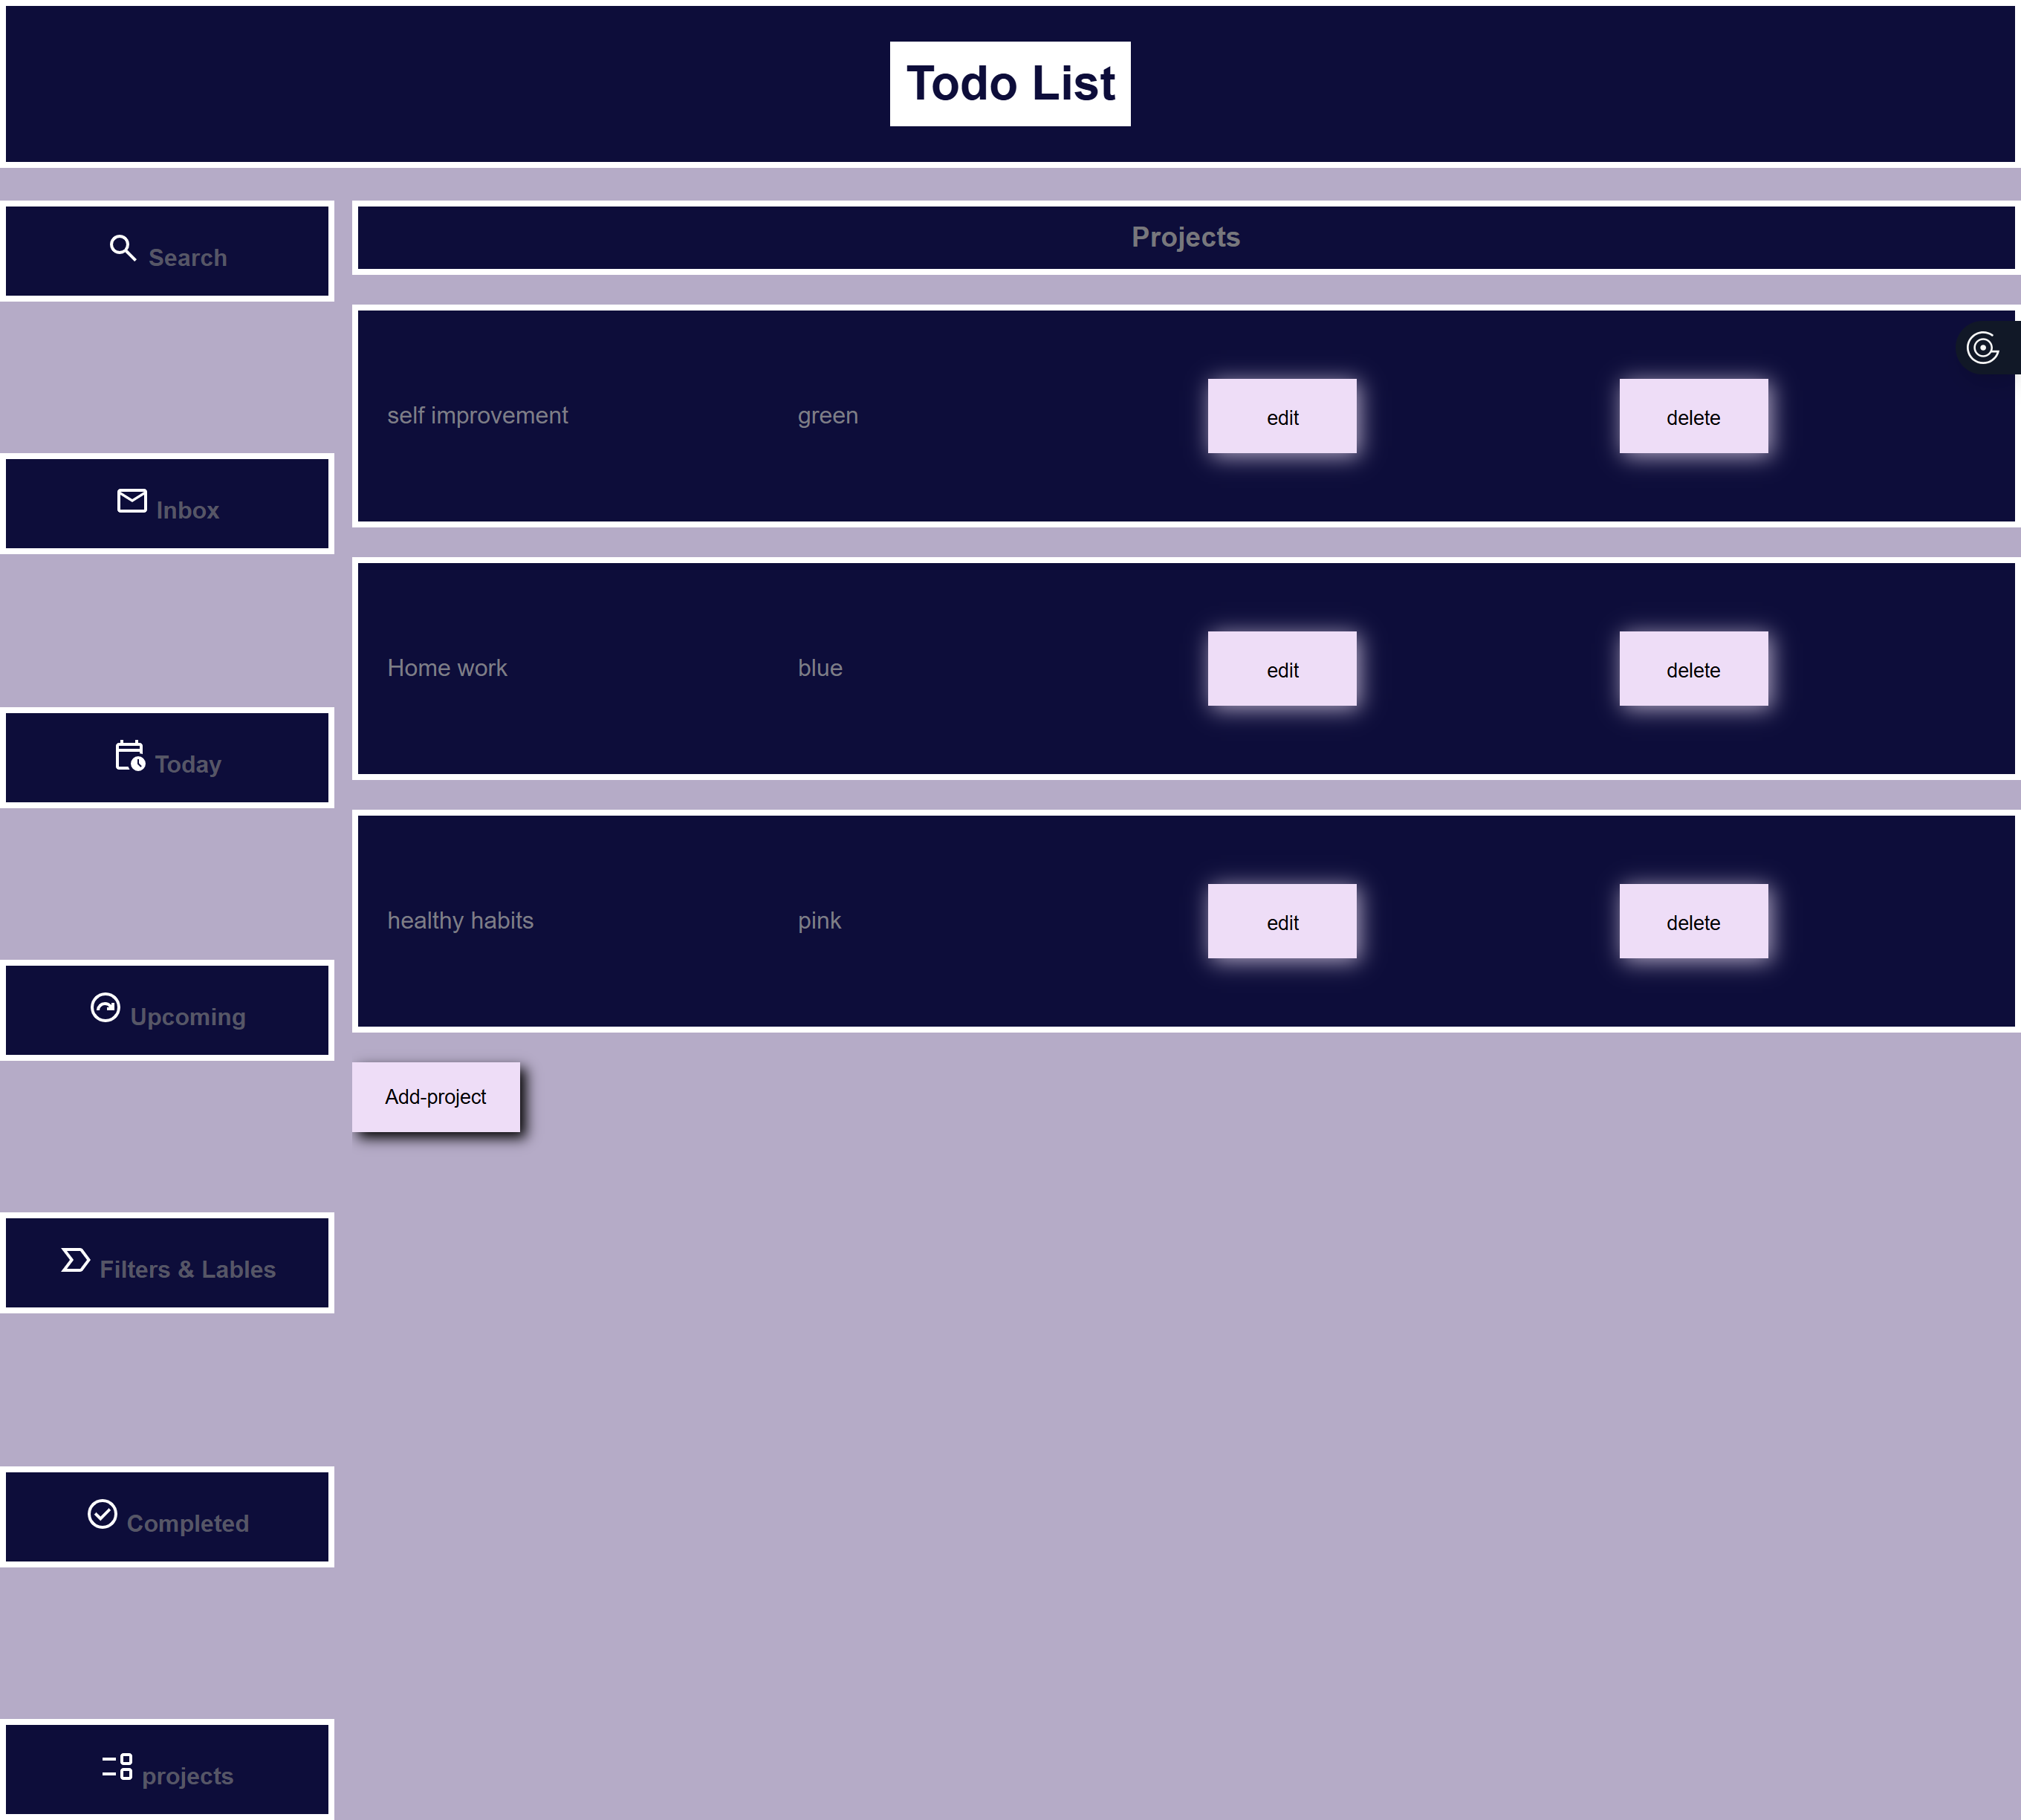 Todo List
Search
Inbox
Today
Upcoming
Filters & Lables
Completed
projects
Projects
self improvement green edit delete
Home work blue edit delete
healthy habits pink edit delete
Add-project